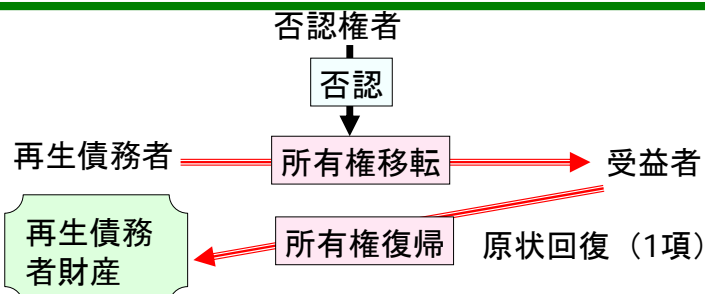 否認権者
否認
再生債務者
所有権移転
受益者
再生債務
者財産
所有権復帰
原状回復（1項）